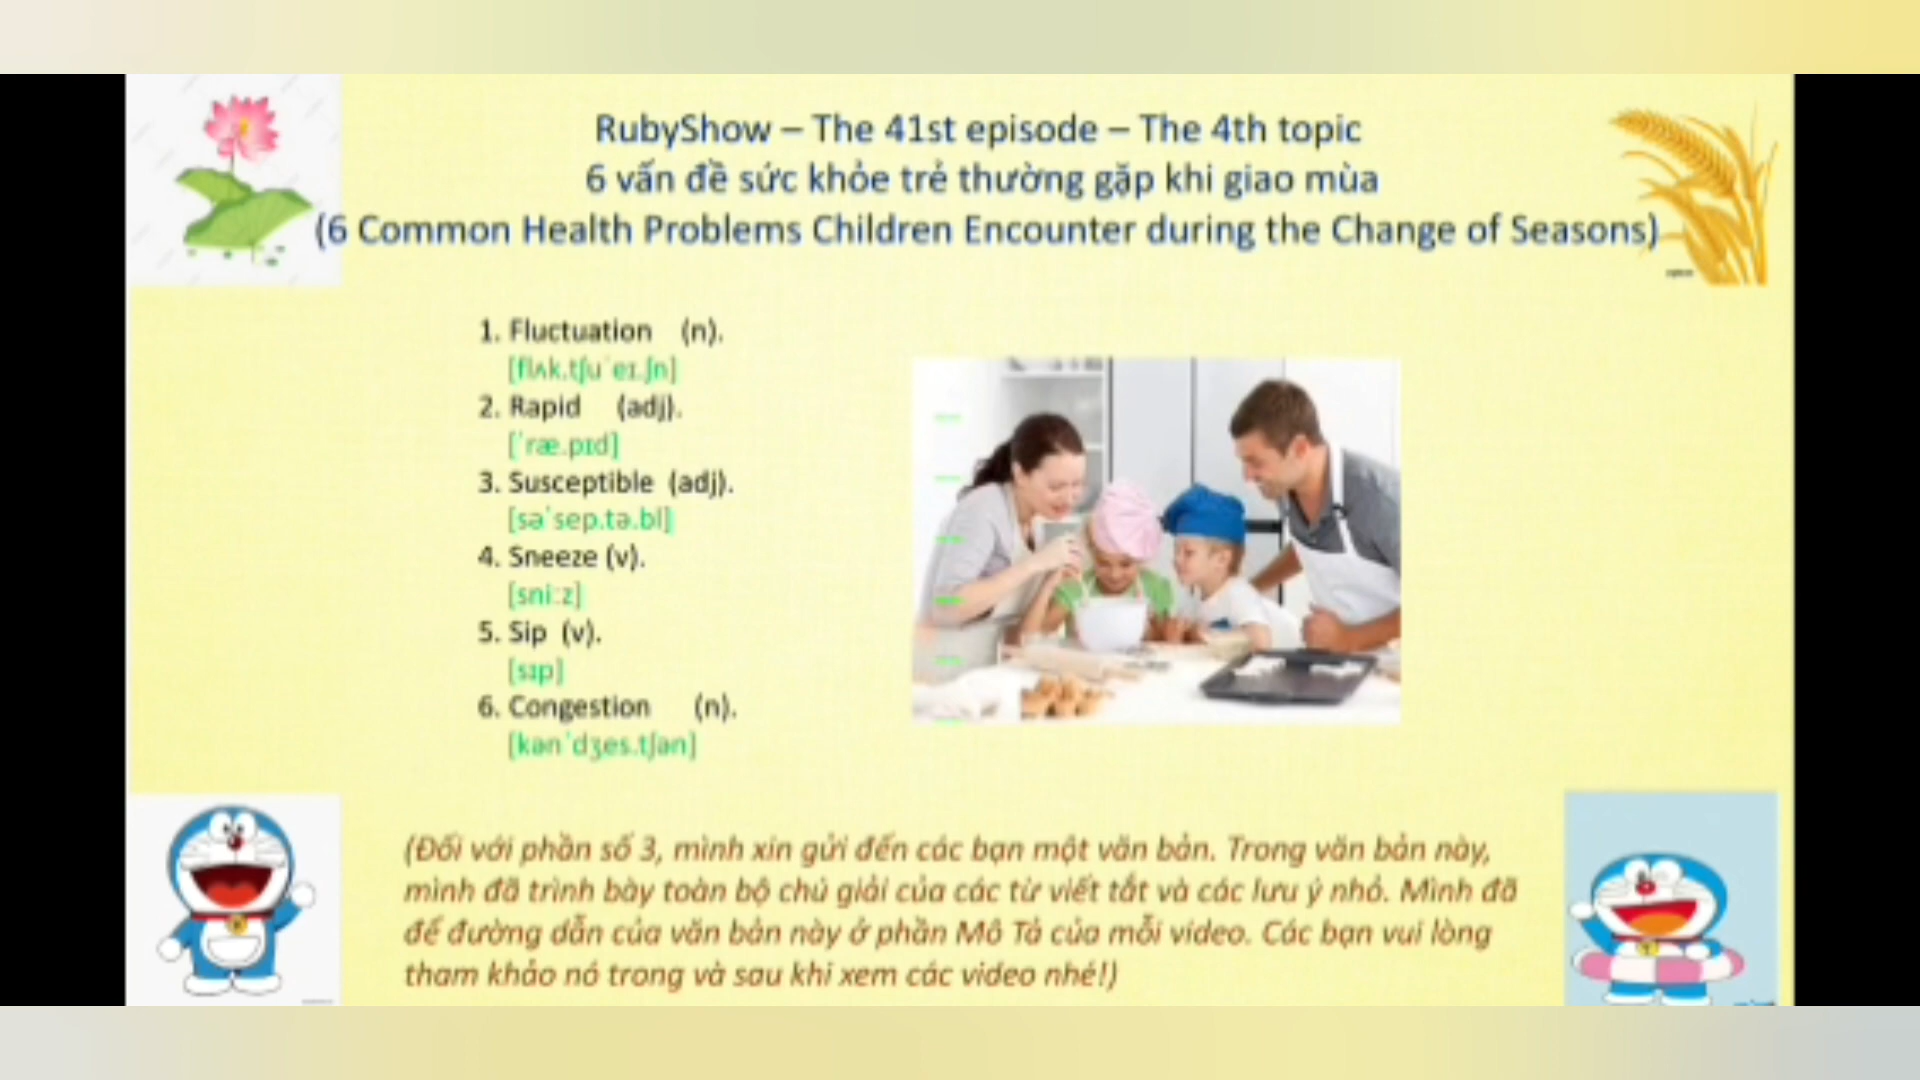 RubyShow – The 41st episode – The 4th topic
6 vấn đề sức khỏe trẻ thường gặp khi giao mùa
(6 Common Health Problems Children Encounter during the Change of Seasons)
1. Fluctuation (n).
[flʌk.tʃuˈeɪ.ʃn]
2. Rapid (adj).
[ˈræ.pɪd]
3. Susceptible (adj).
[səˈsep.tə.bl]
4. Sneeze (v).
[sniːz]
5. Sip (v).
[sɪp]
6. Congestion (n).
[kənˈdʒes.tʃən]
(Đối với phần số 3, mình xin gửi đến các bạn một văn bản. Trong văn bản này,
mình đã trình bày toàn bộ chú giải của các từ viết tắt và các lưu ý nhỏ. Mình đã
để đường dẫn của văn bản này ở phần Mô Tả của mỗi video. Các bạn vui lòng
tham khảo nó trong và sau khi xem các video nhé!)